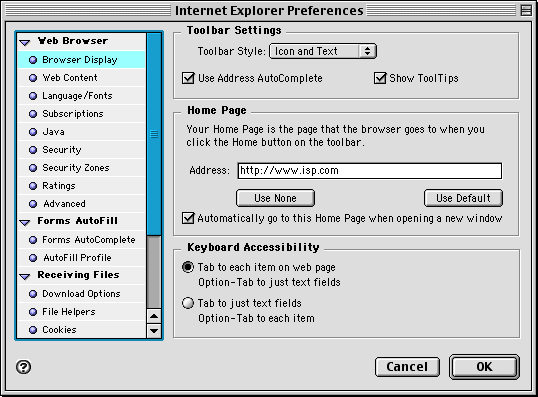 Internet Explorer Preferences
Web Browser
Browser Display
Web Content
Language/Fonts
Subscriptions
Java
Security
Security Zones
Ratings
Advanced
Forms AutoFill
Forms AutoComplete
AutoFill Profile
Receiving Files
Download Options
File Helpers
Cookies
Toolbar Settings
Toolbar Style: Icon and Text
Use Address AutoComplete Show ToolTips
Home Page
Your Home Page is the page that the browser goes to when you
click the Home button on the toolbar.
Address: http://www.isp.com
Use None Use Default
Automatically go to this Home Page when opening a new window
Keyboard Accessibility
Tab to each item on web page
Option-Tab to just text fields
Tab to just text fields
Option-Tab to each item
? Cancel OK